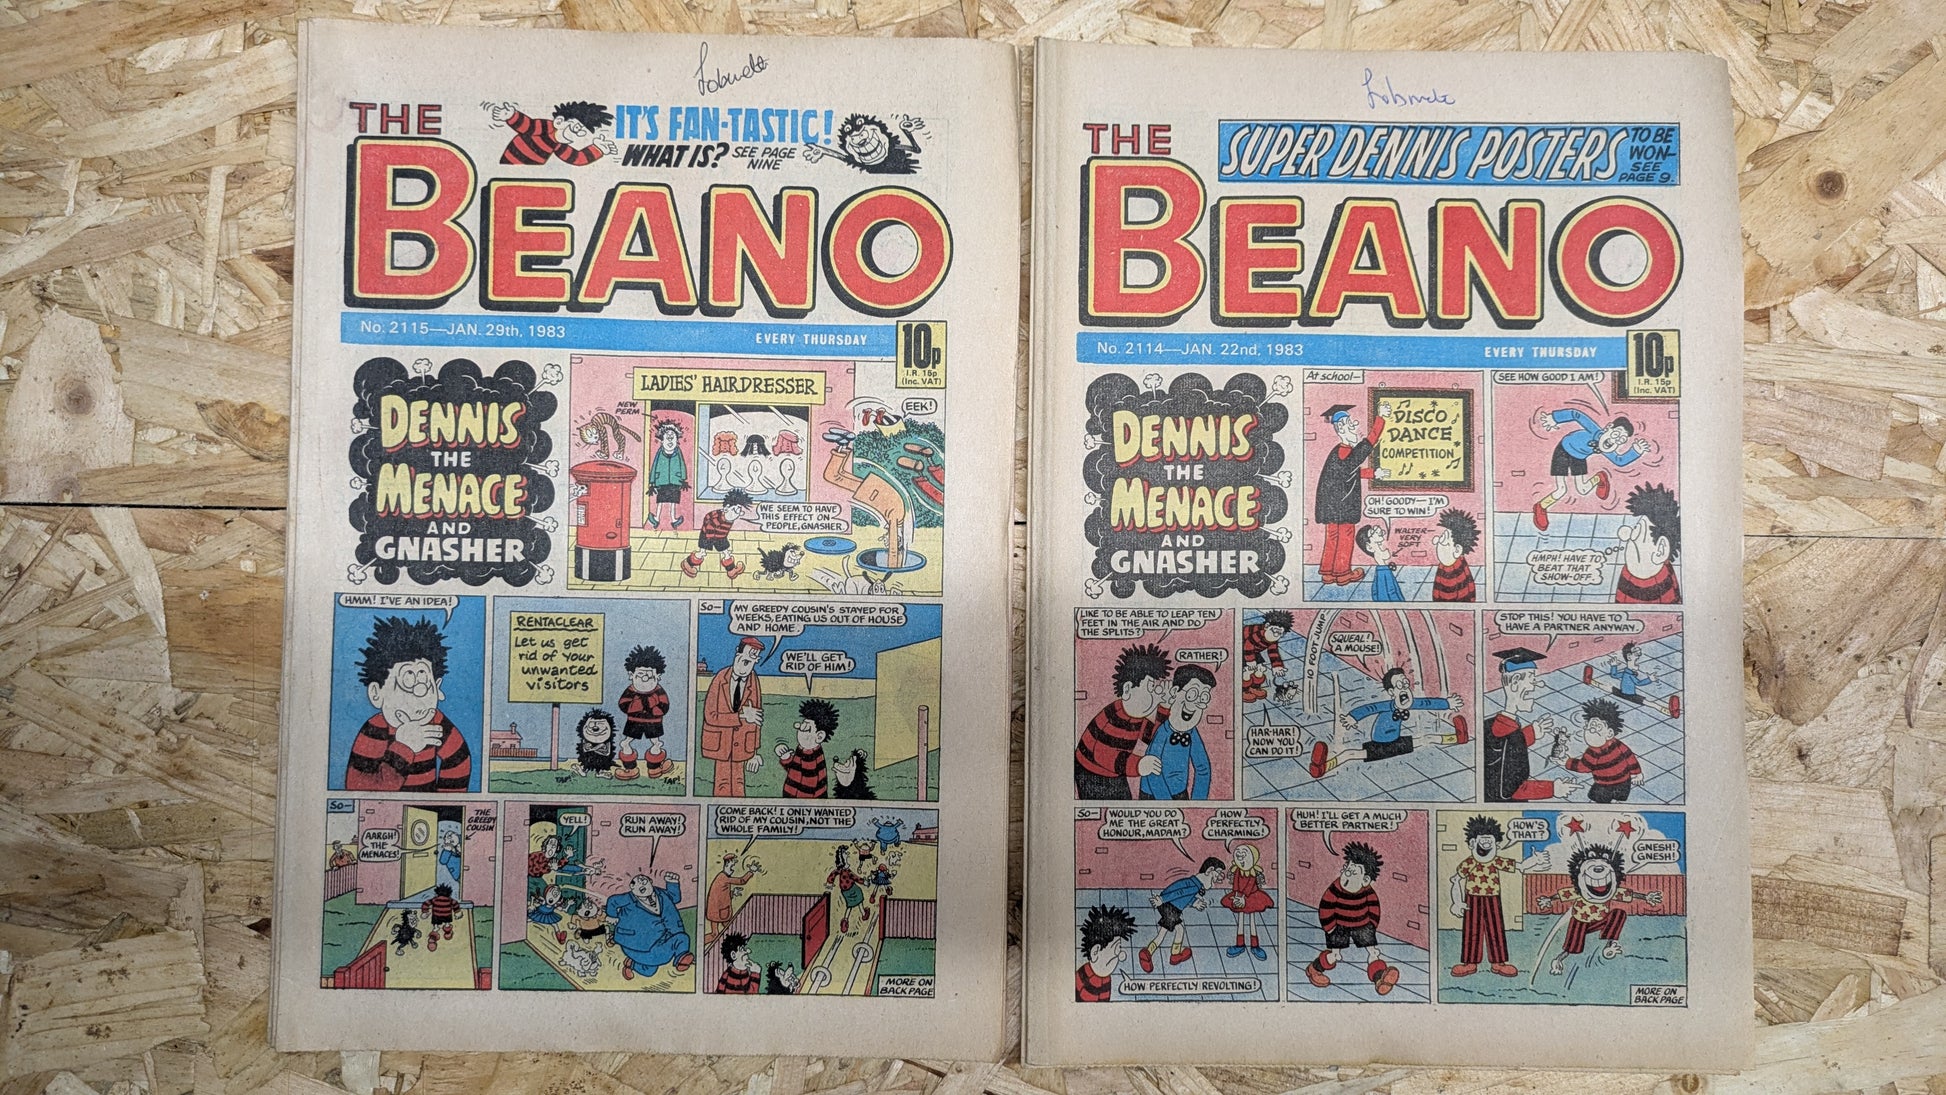 THE
BEANO
IT'S FAN-TASTIC!
WHAT IS? SEE PAGE
NINE
No. 2115—JAN. 29th, 1983
EVERY THURSDAY
10p
I.R. 15p
(Inc. VAT)
DENNIS
THE
MENACE
AND
GNASHER
LADIES' HAIRDRESSER
NEW
PERM
EEK!
WE SEEM TO HAVE
THIS EFFECT ON
PEOPLE, GNASHER.
HMM! I'VE AN IDEA!
RENTACLEAR
Let us get
rid of your
unwanted
visitors
TAP!
TAP!
SO—
MY GREEDY COUSIN'S STAYED FOR
WEEKS, EATING US OUT OF HOUSE
AND HOME.
WE'LL GET
RID OF HIM!
SO—
AARGH!
THE
MENACES!
THE
GREEDY
COUSIN
YELL!
RUN AWAY!
RUN AWAY!
COME BACK! I ONLY WANTED
RID OF MY COUSIN, NOT THE
WHOLE FAMILY!
MORE ON
BACK PAGE
THE
BEANO
SUPER DENNIS POSTERS
TO BE
WON—
SEE
PAGE 9.
No. 2114—JAN. 22nd, 1983
EVERY THURSDAY
10p
I.R. 15p
(Inc. VAT)
DENNIS
THE
MENACE
AND
GNASHER
At school—
DISCO
DANCE
COMPETITION
OH! GOODY—I'M
SURE TO WIN!
WALTER—
VERY
SOFT
SEE HOW GOOD I AM!
HMPH! HAVE TO
BEAT THAT
SHOW-OFF.
LIKE TO BE ABLE TO LEAP TEN
FEET IN THE AIR AND DO
THE SPLITS?
RATHER!
10 FOOT JUMP
SQUEAL!
A MOUSE!
HAR-HAR!
NOW YOU
CAN DO IT!
STOP THIS! YOU HAVE TO
HAVE A PARTNER ANYWAY.
SO—
WOULD YOU DO
ME THE GREAT
HONOUR, MADAM?
HOW
PERFECTLY
CHARMING!
HOW PERFECTLY REVOLTING!
HUH! I'LL GET A MUCH
BETTER PARTNER!
HOW'S
THAT?
GNESH!
GNESH!
MORE ON
BACK PAGE